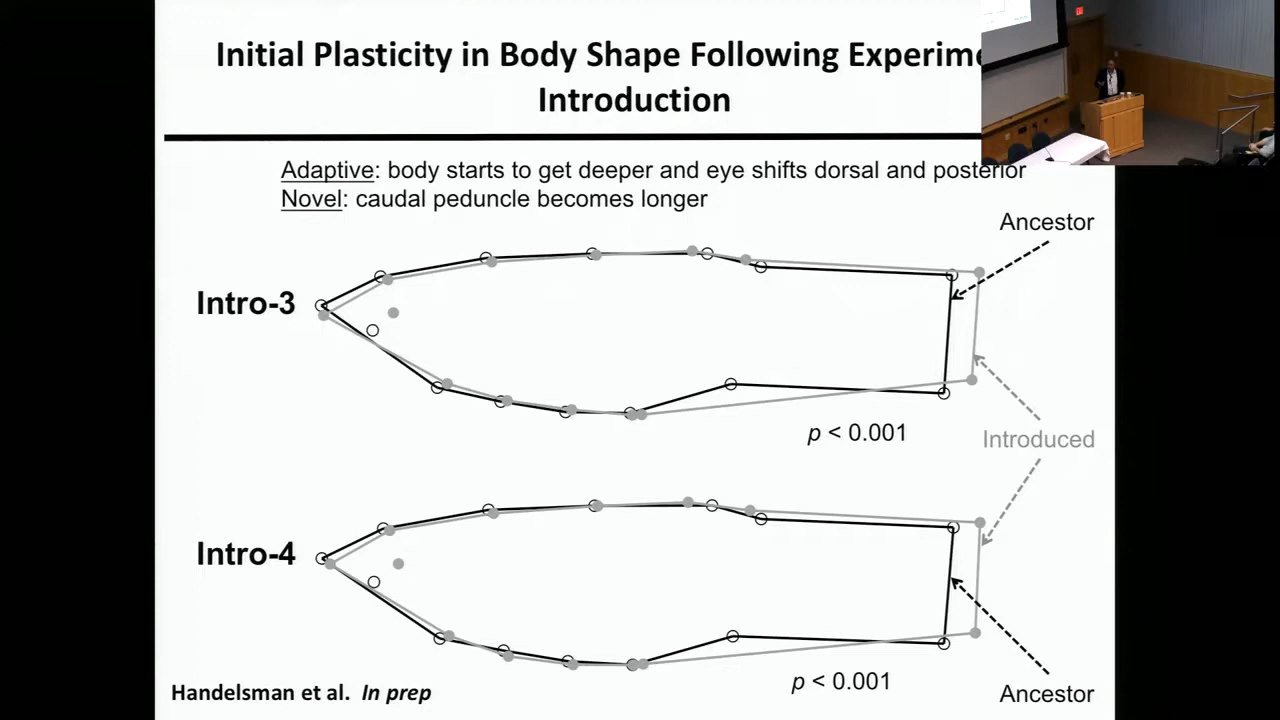 Initial Plasticity in Body Shape Following Experime
Introduction
Adaptive: body starts to get deeper and eye shifts dorsal and posterior
Novel: caudal peduncle becomes longer
Ancestor
Intro-3
p < 0.001
Introduced
Intro-4
p < 0.001
Handelsman et al. In prep
Ancestor